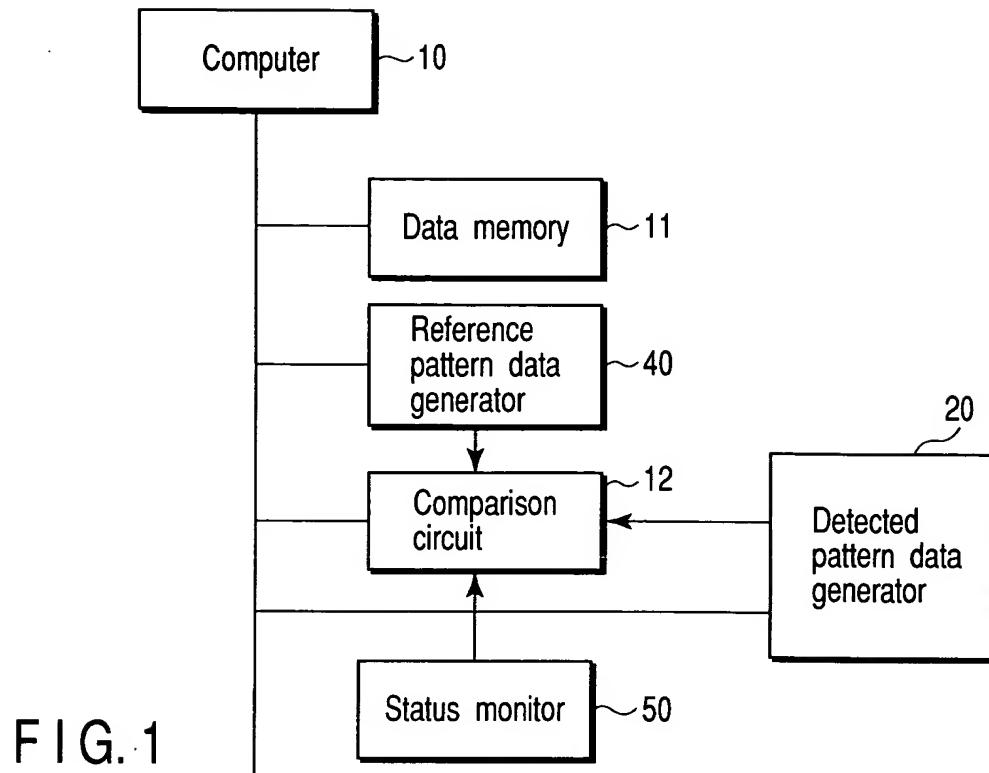 Computer
10
Data memory
11
Reference
pattern data
generator
40
20
Comparison
circuit
12
Detected
pattern data
generator
Status monitor
50
FIG. 1